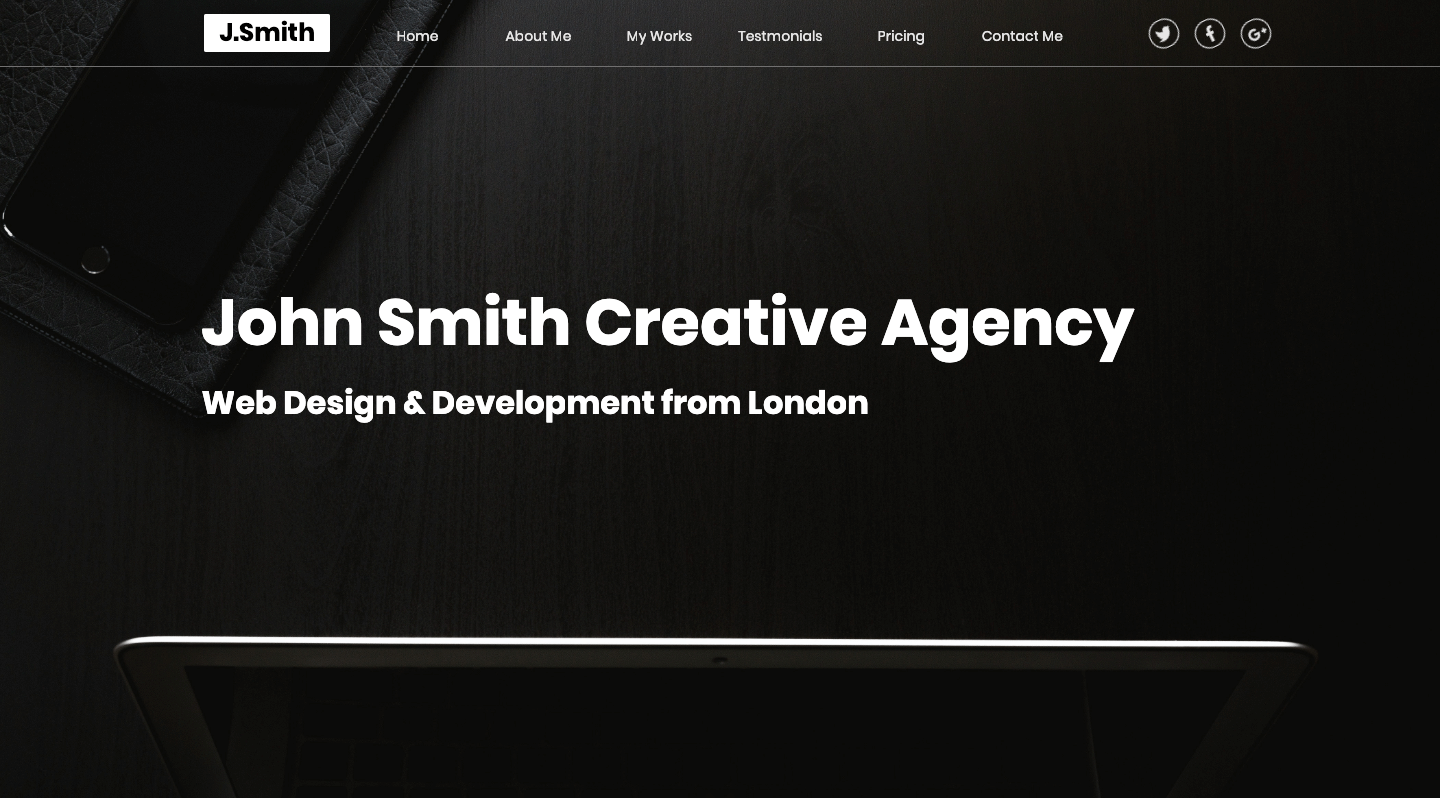 J.Smith
Home About Me My Works Testmonials Pricing Contact Me
John Smith Creative Agency
Web Design & Development from London